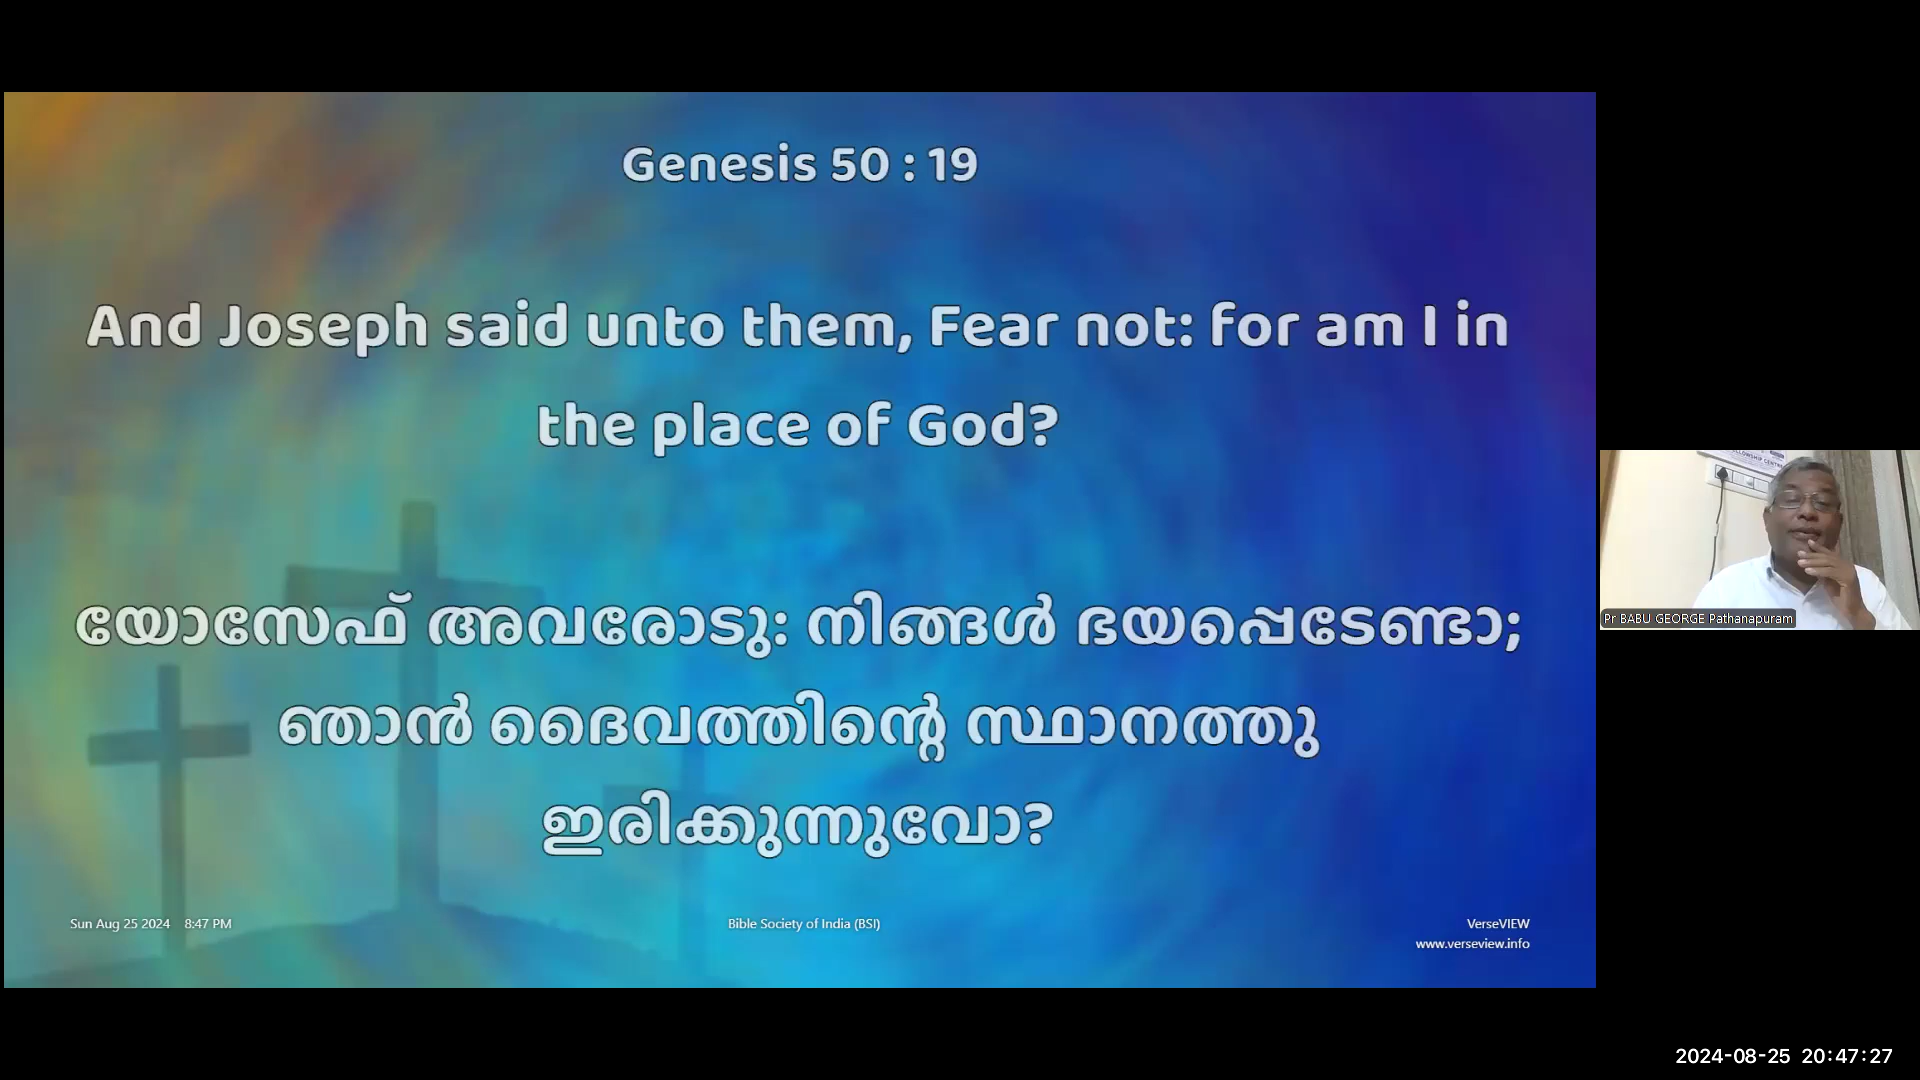 Genesis 50 : 19
And Joseph said unto them, Fear not: for am I in
the place of God?
യോസേഫ് അവരോടു: നിങ്ങൾ ഭയപ്പെടേണ്ടാ;
ഞാൻ ദൈവത്തിന്റെ സ്ഥാനത്തു
ഇരിക്കുന്നുവോ?
Sun Aug 25 2024 8:47 PM
Bible Society of India (BSI)
VerseVIEW
www.verseview.info
Pr BABU GEORGE Pathanapuram
2024-08-25 20:47:27